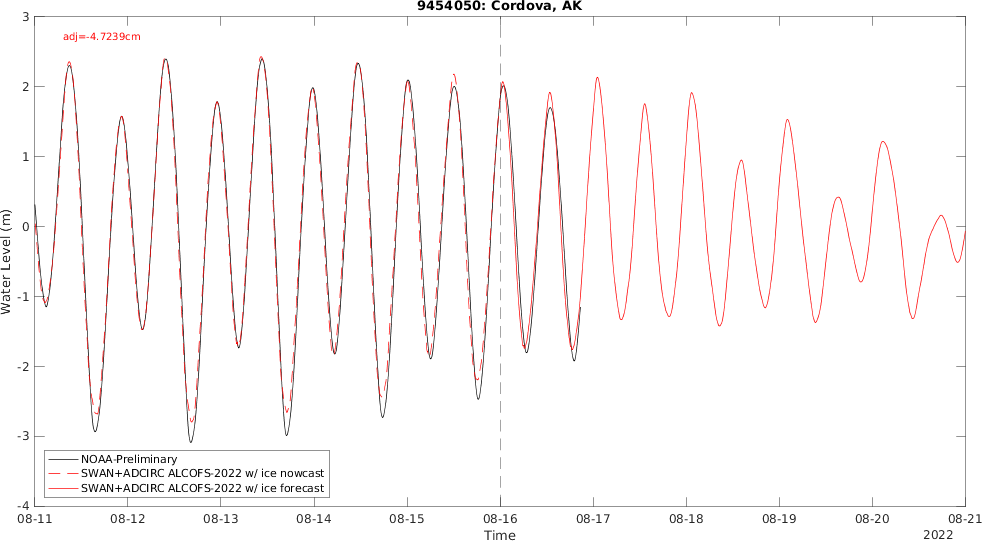 9454050: Cordova, AK
adj=-4.7239cm
3
2
1
0
-1
-2
-3
-4
Water Level (m)
NOAA-Preliminary
SWAN+ADCIRC ALCOFS-2022 w/ ice nowcast
SWAN+ADCIRC ALCOFS-2022 w/ ice forecast
08-11 08-12 08-13 08-14 08-15 08-16 08-17 08-18 08-19 08-20 08-21
Time
2022